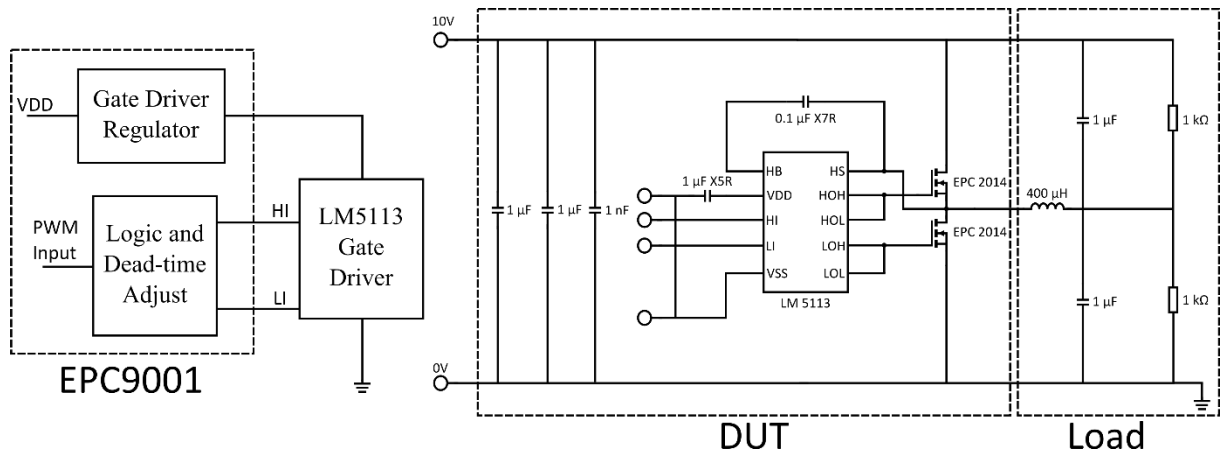 VDD
Gate Driver
Regulator
PWM
Input
Logic and
Dead-time
Adjust
HI
LI
LM5113
Gate
Driver
EPC9001
10V
0V
1 µF
1 µF
1 nF
0.1 µF X7R
1 µF X5R
HB
VDD
HI
LI
VSS
HS
HOH
HOL
LOH
LOL
LM 5113
EPC 2014
EPC 2014
DUT
400 µH
1 µF
1 kΩ
1 µF
1 kΩ
Load